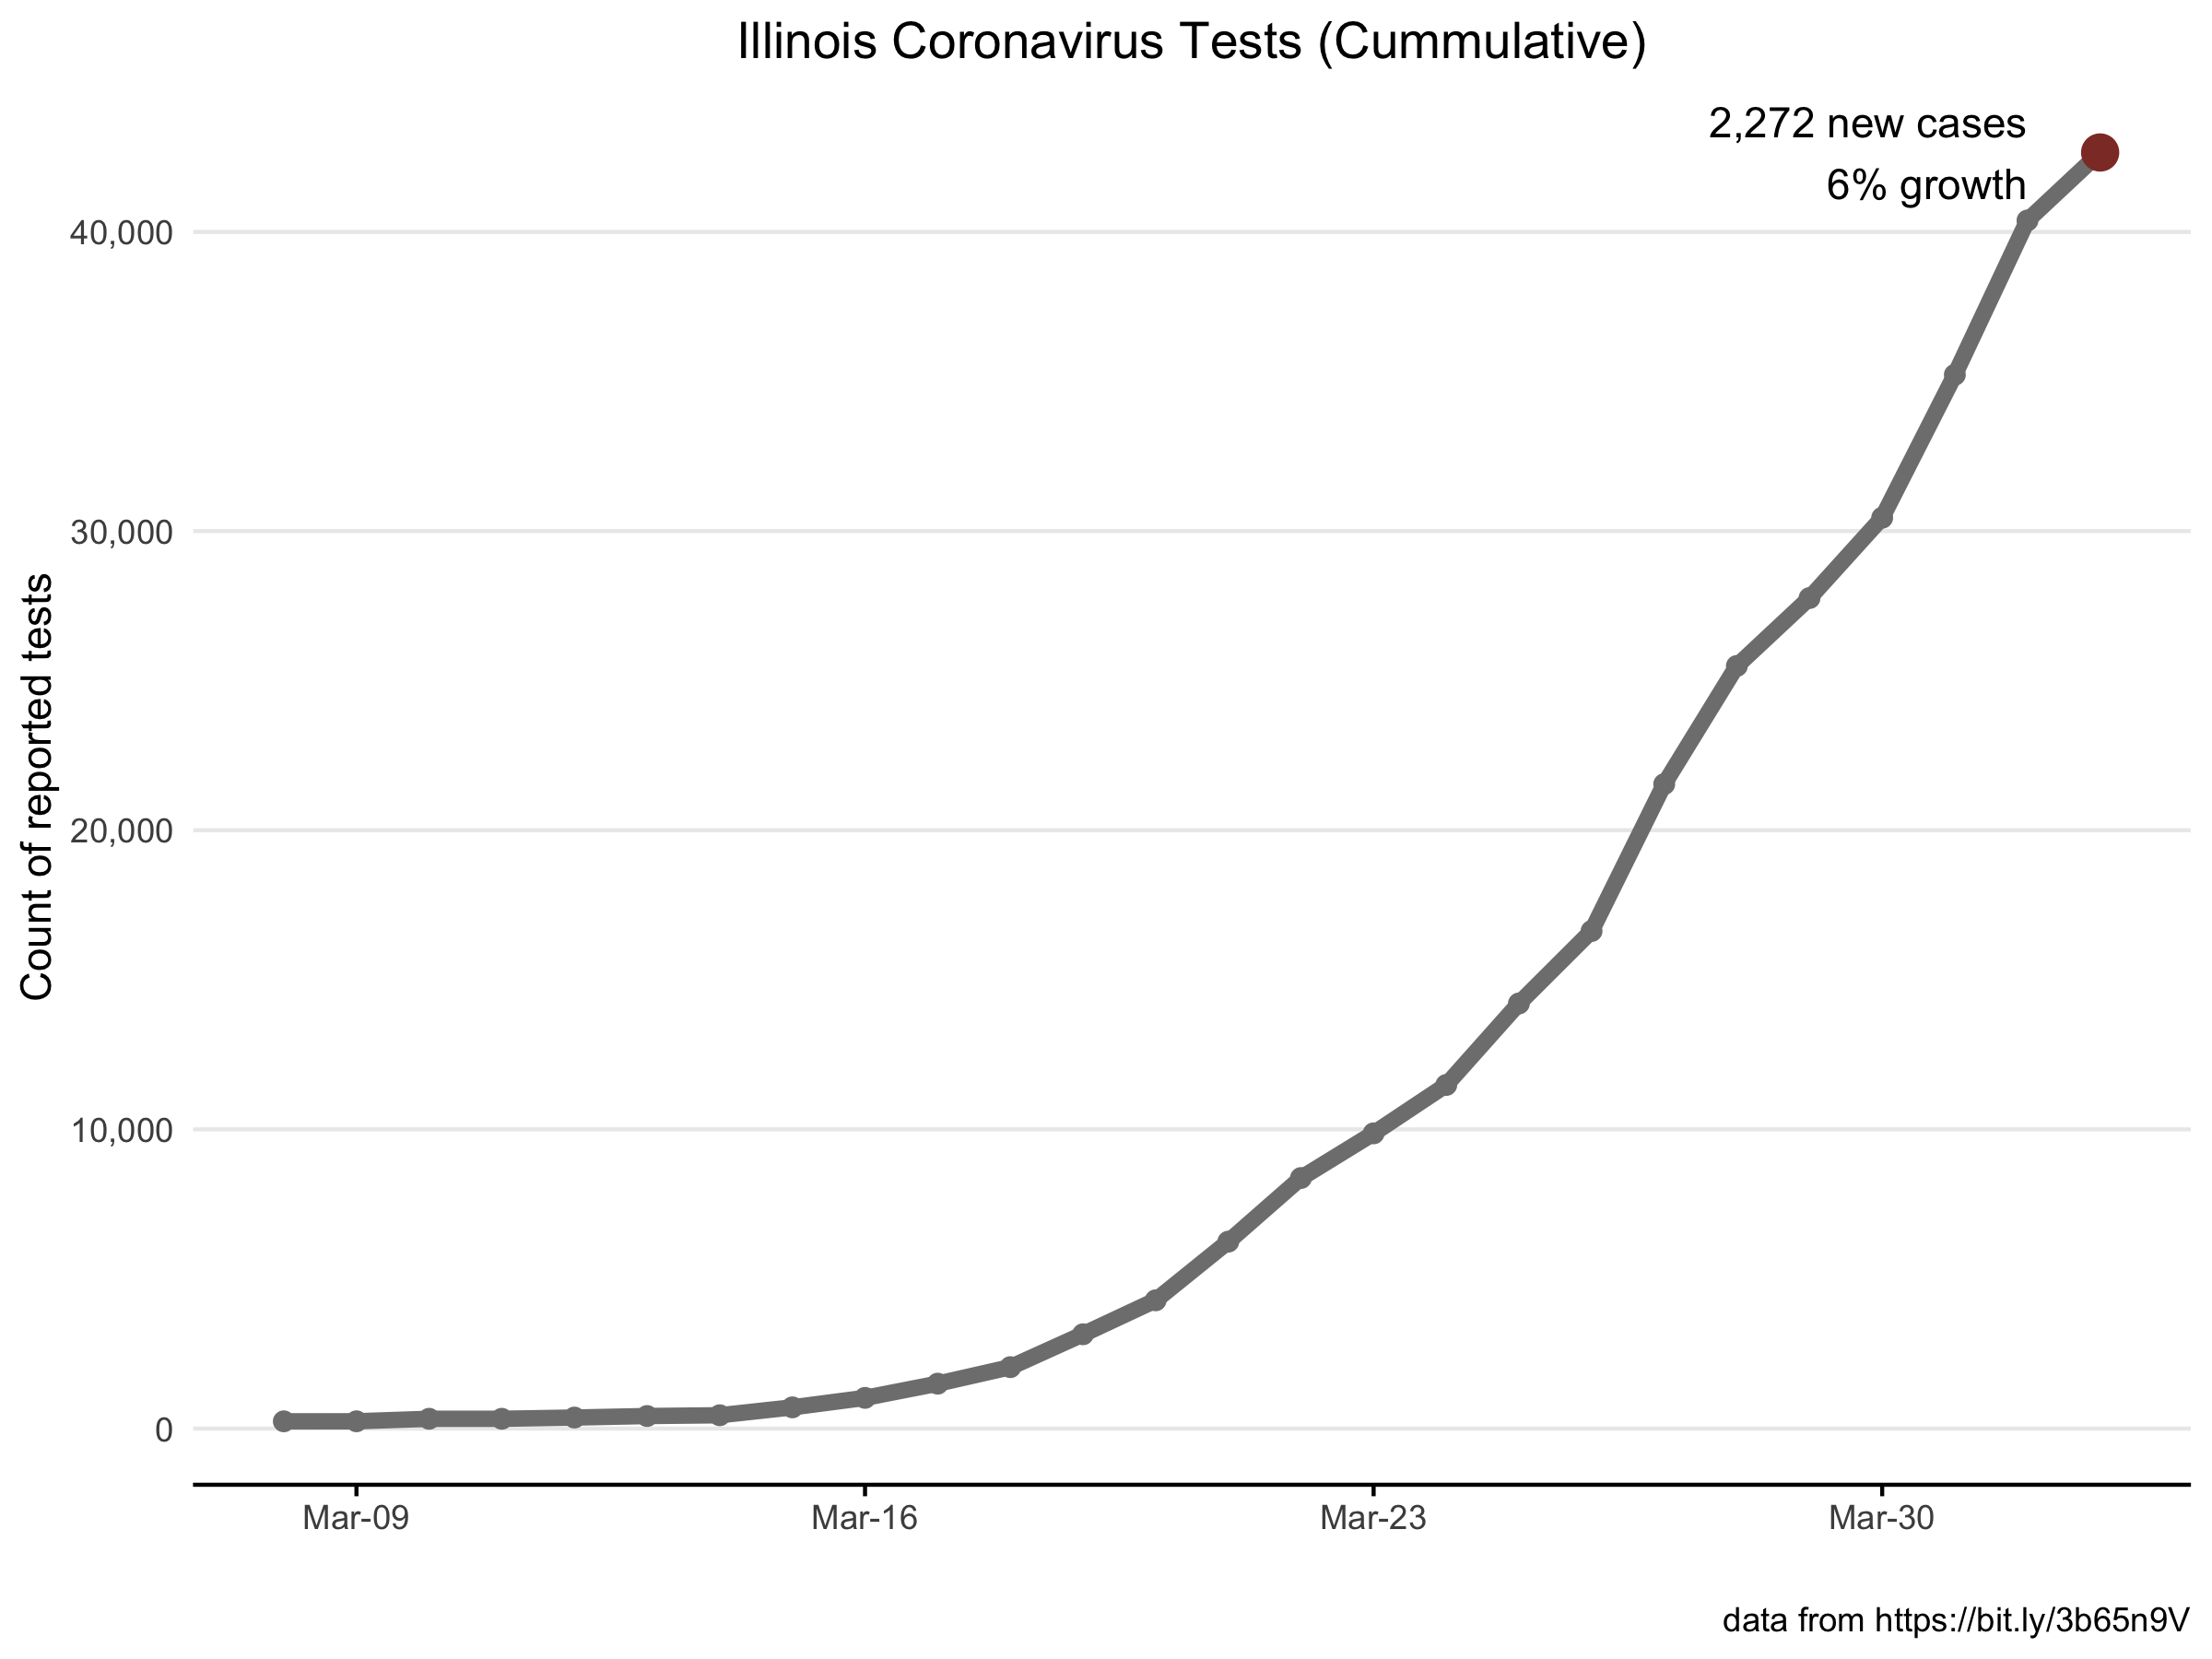 Illinois Coronavirus Tests (Cummulative)
2,272 new cases
6% growth
Count of reported tests
40,000
30,000
20,000
10,000
0
Mar-09
Mar-16
Mar-23
Mar-30
data from https://bit.ly/3b65n9V